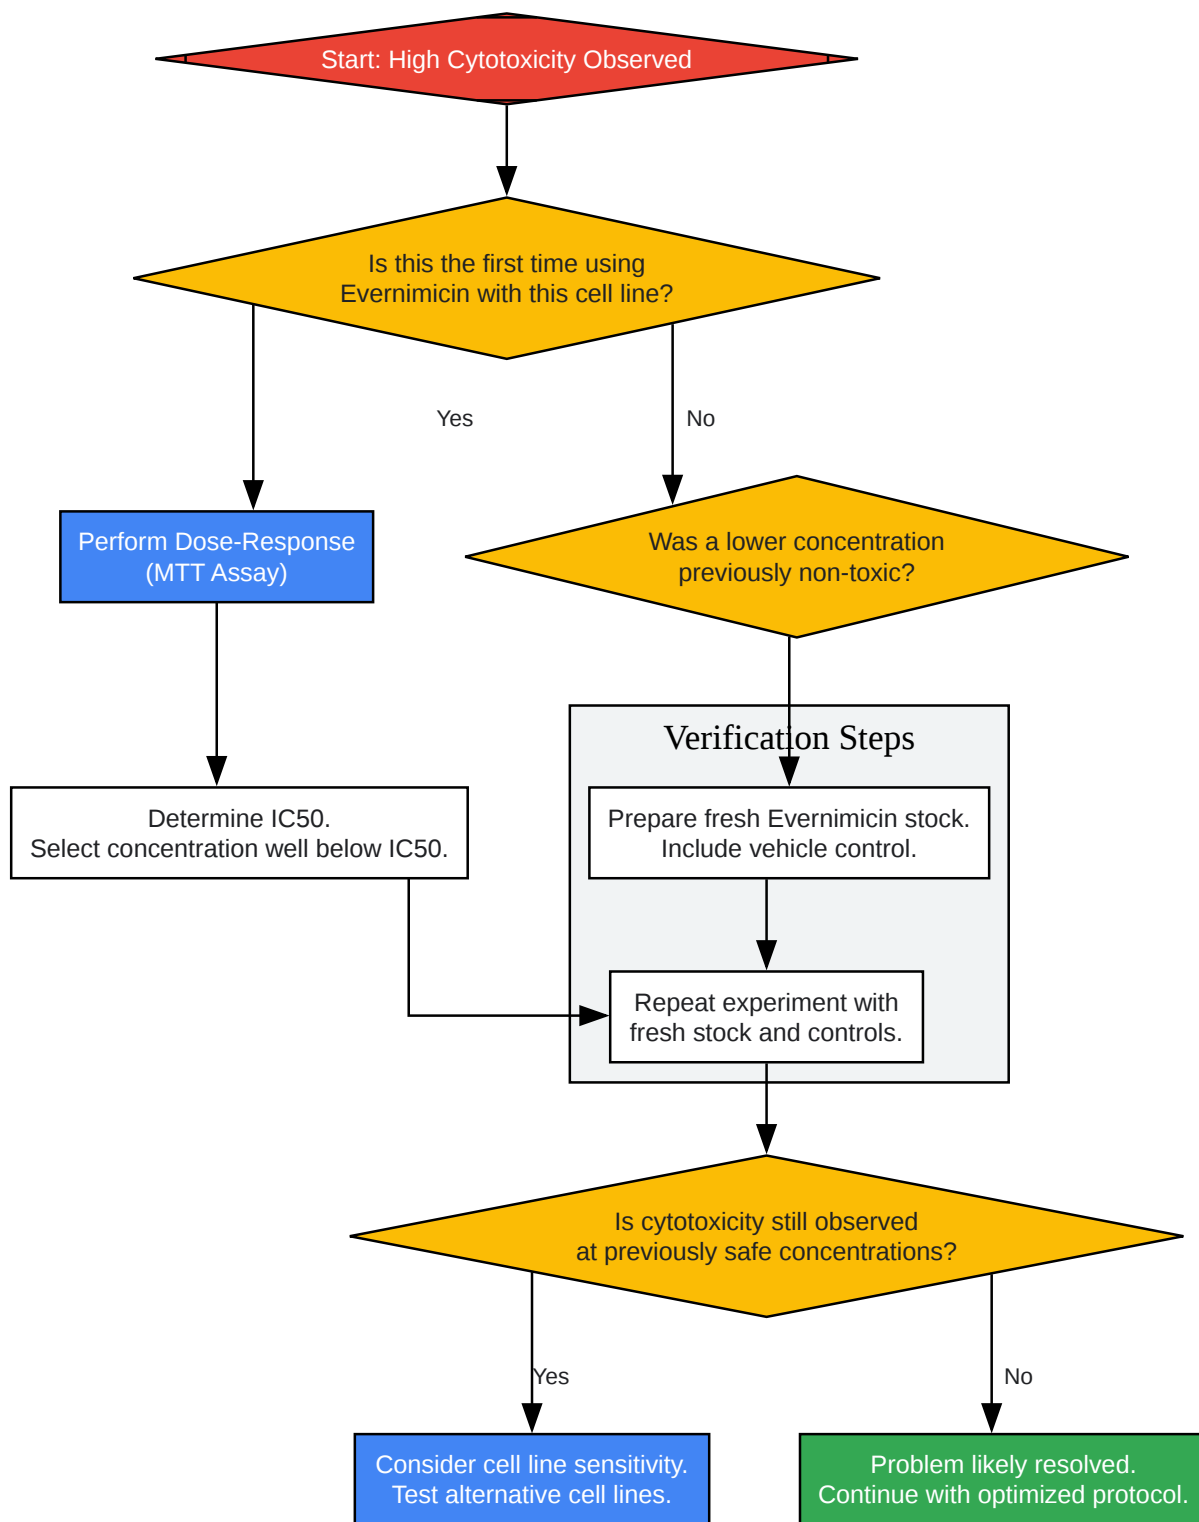 Start: High Cytotoxicity Observed
Is this the first time using
Evernimicin with this cell line?
Yes
No
Perform Dose-Response
(MTT Assay)
Was a lower concentration
previously non-toxic?
Verification Steps
Determine IC50.
Select concentration well below IC50.
Prepare fresh Evernimicin stock.
Include vehicle control.
Repeat experiment with
fresh stock and controls.
Is cytotoxicity still observed
at previously safe concentrations?
Yes
No
Consider cell line sensitivity.
Test alternative cell lines.
Problem likely resolved.
Continue with optimized protocol.